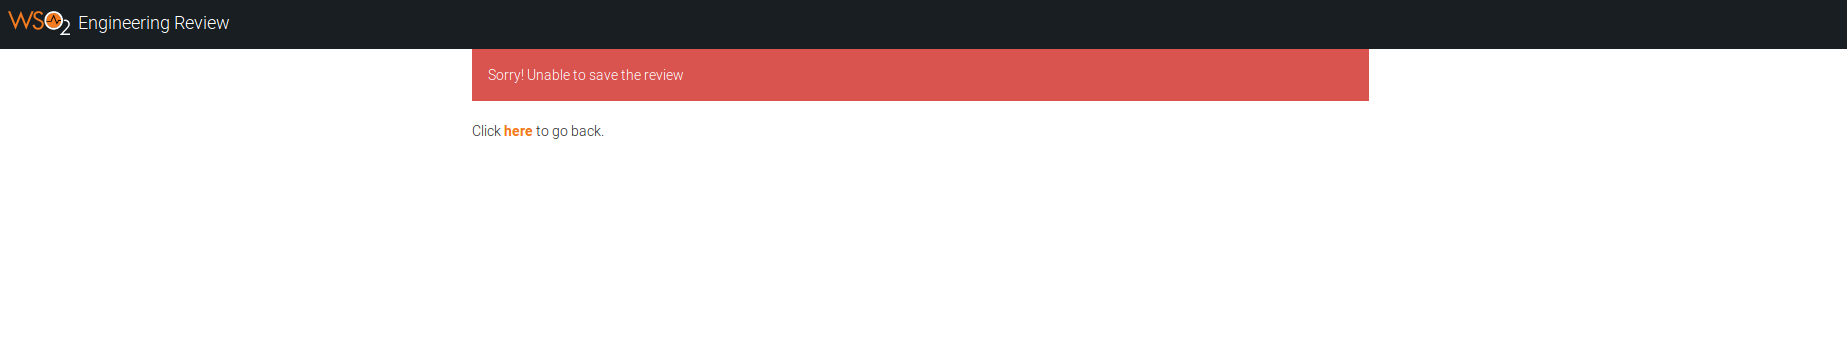 WSO2 Engineering Review
Sorry! Unable to save the review
Click here to go back.